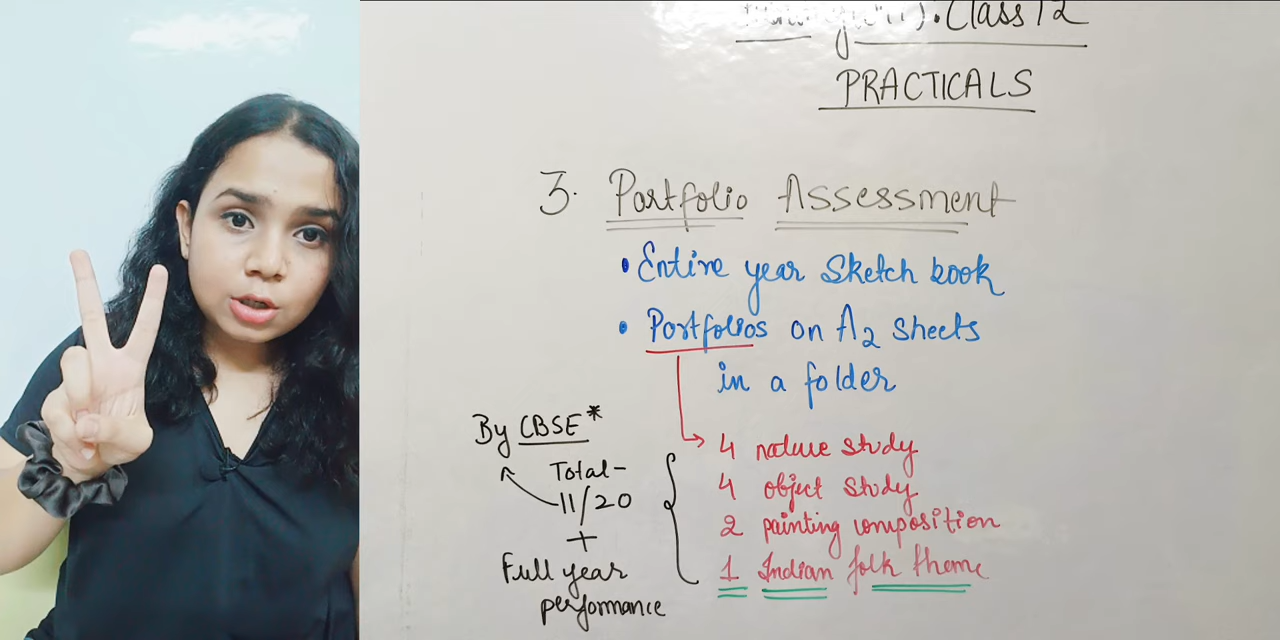 Class 12
PRACTICALS
3. Portfolio Assessment
• Entire year Sketch book
• Portfolios on A2 Sheets
in a folder
By CBSE*
Total-
11/20
+
Full year
performance
4 nature study
4 object study
2 painting composition
1 Indian folk theme